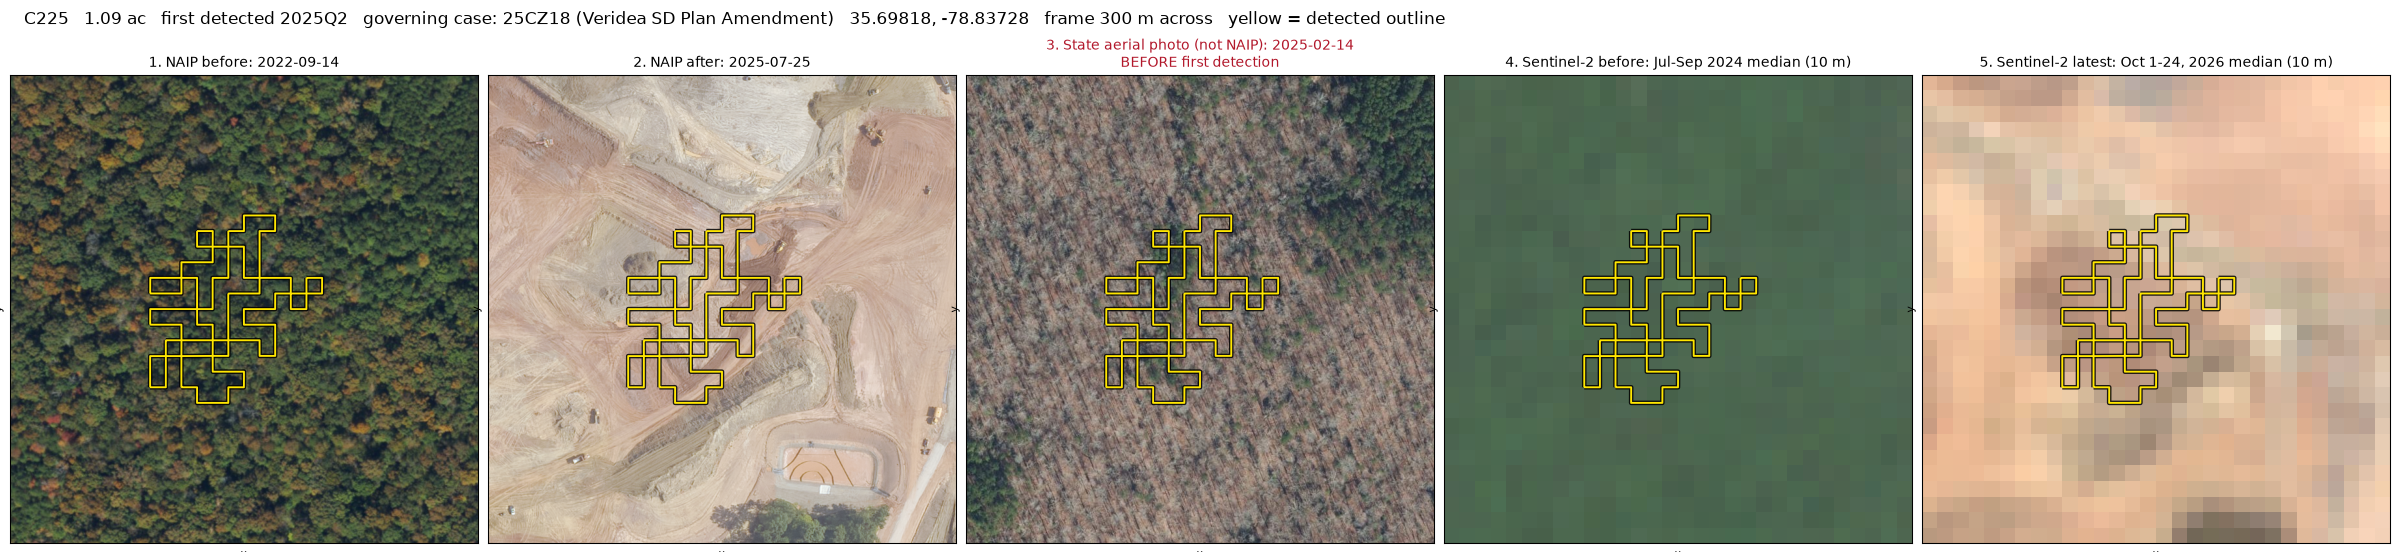 C225   1.09 ac   first detected 2025Q2   governing case: 25CZ18 (Veridea SD Plan Amendment)   35.69818, -78.83728   frame 300 m across   yellow = detected outline
1. NAIP before: 2022-09-14
2. NAIP after: 2025-07-25
3. State aerial photo (not NAIP): 2025-02-14
BEFORE first detection
4. Sentinel-2 before: Jul-Sep 2024 median (10 m)
5. Sentinel-2 latest: Oct 1-24, 2026 median (10 m)